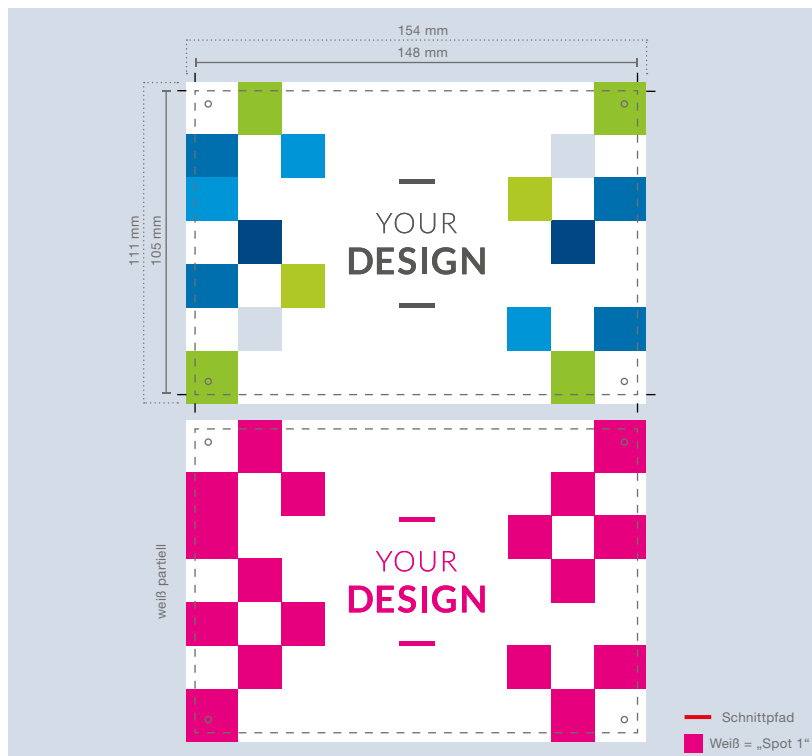 154 mm
148 mm
111 mm
105 mm
YOUR
DESIGN
weiß partiell
YOUR
DESIGN
Schnittpfad
Weiß = „Spot 1“